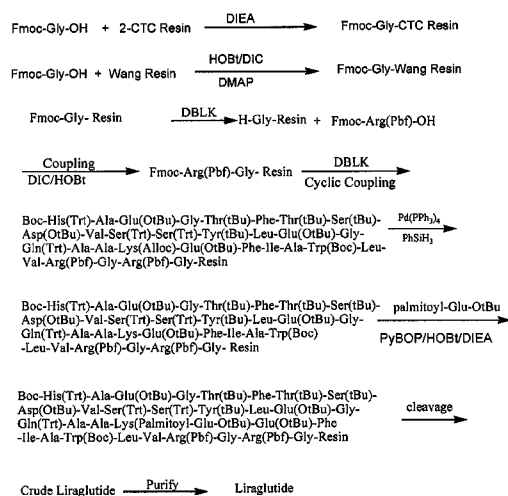 Fmoc-Gly-OH + 2-CTC Resin DIEA Fmoc-Gly-CTC Resin
Fmoc-Gly-OH + Wang Resin HOBt/DIC DMAP Fmoc-Gly-Wang Resin
Fmoc-Gly- Resin DBLK H-Gly-Resin + Fmoc-Arg(Pbf)-OH
Coupling DIC/HOBt Fmoc-Arg(Pbf)-Gly- Resin DBLK Cyclic Coupling
Boc-His(Trt)-Ala-Glu(OtBu)-Gly-Thr(tBu)-Phe-Thr(tBu)-Ser(tBu)-
Asp(OtBu)-Val-Ser(Trt)-Ser(Trt)-Tyr(tBu)-Leu-Glu(OtBu)-Gly-
Gln(Trt)-Ala-Ala-Lys(Alloc)-Glu(OtBu)-Phe-Ile-Ala-Trp(Boc)-Leu-
Val-Arg(Pbf)-Gly-Arg(Pbf)-Gly-Resin
Pd(PPh3)4
PhSiH3
Boc-His(Trt)-Ala-Glu(OtBu)-Gly-Thr(tBu)-Phe-Thr(tBu)-Ser(tBu)-
Asp(OtBu)-Val-Ser(Trt)-Ser(Trt)-Tyr(tBu)-Leu-Glu(OtBu)-Gly-
Gln(Trt)-Ala-Ala-Lys-Glu(OtBu)-Phe-Ile-Ala-Trp(Boc)
-Leu-Val-Arg(Pbf)-Gly-Arg(Pbf)-Gly- Resin
palmitoyl-Glu-OtBu
PyBOP/HOBt/DIEA
Boc-His(Trt)-Ala-Glu(OtBu)-Gly-Thr(tBu)-Phe-Thr(tBu)-Ser(tBu)-
Asp(OtBu)-Val-Ser(Trt)-Ser(Trt)-Tyr(tBu)-Leu-Glu(OtBu)-Gly-
Gln(Trt)-Ala-Ala-Lys(Palmitoyl-Glu-OtBu)-Glu(OtBu)-Phe
-Ile-Ala-Trp(Boc)-Leu-Val-Arg(Pbf)-Gly-Arg(Pbf)-Gly-Resin
cleavage
Crude Liraglutide Purify Liraglutide